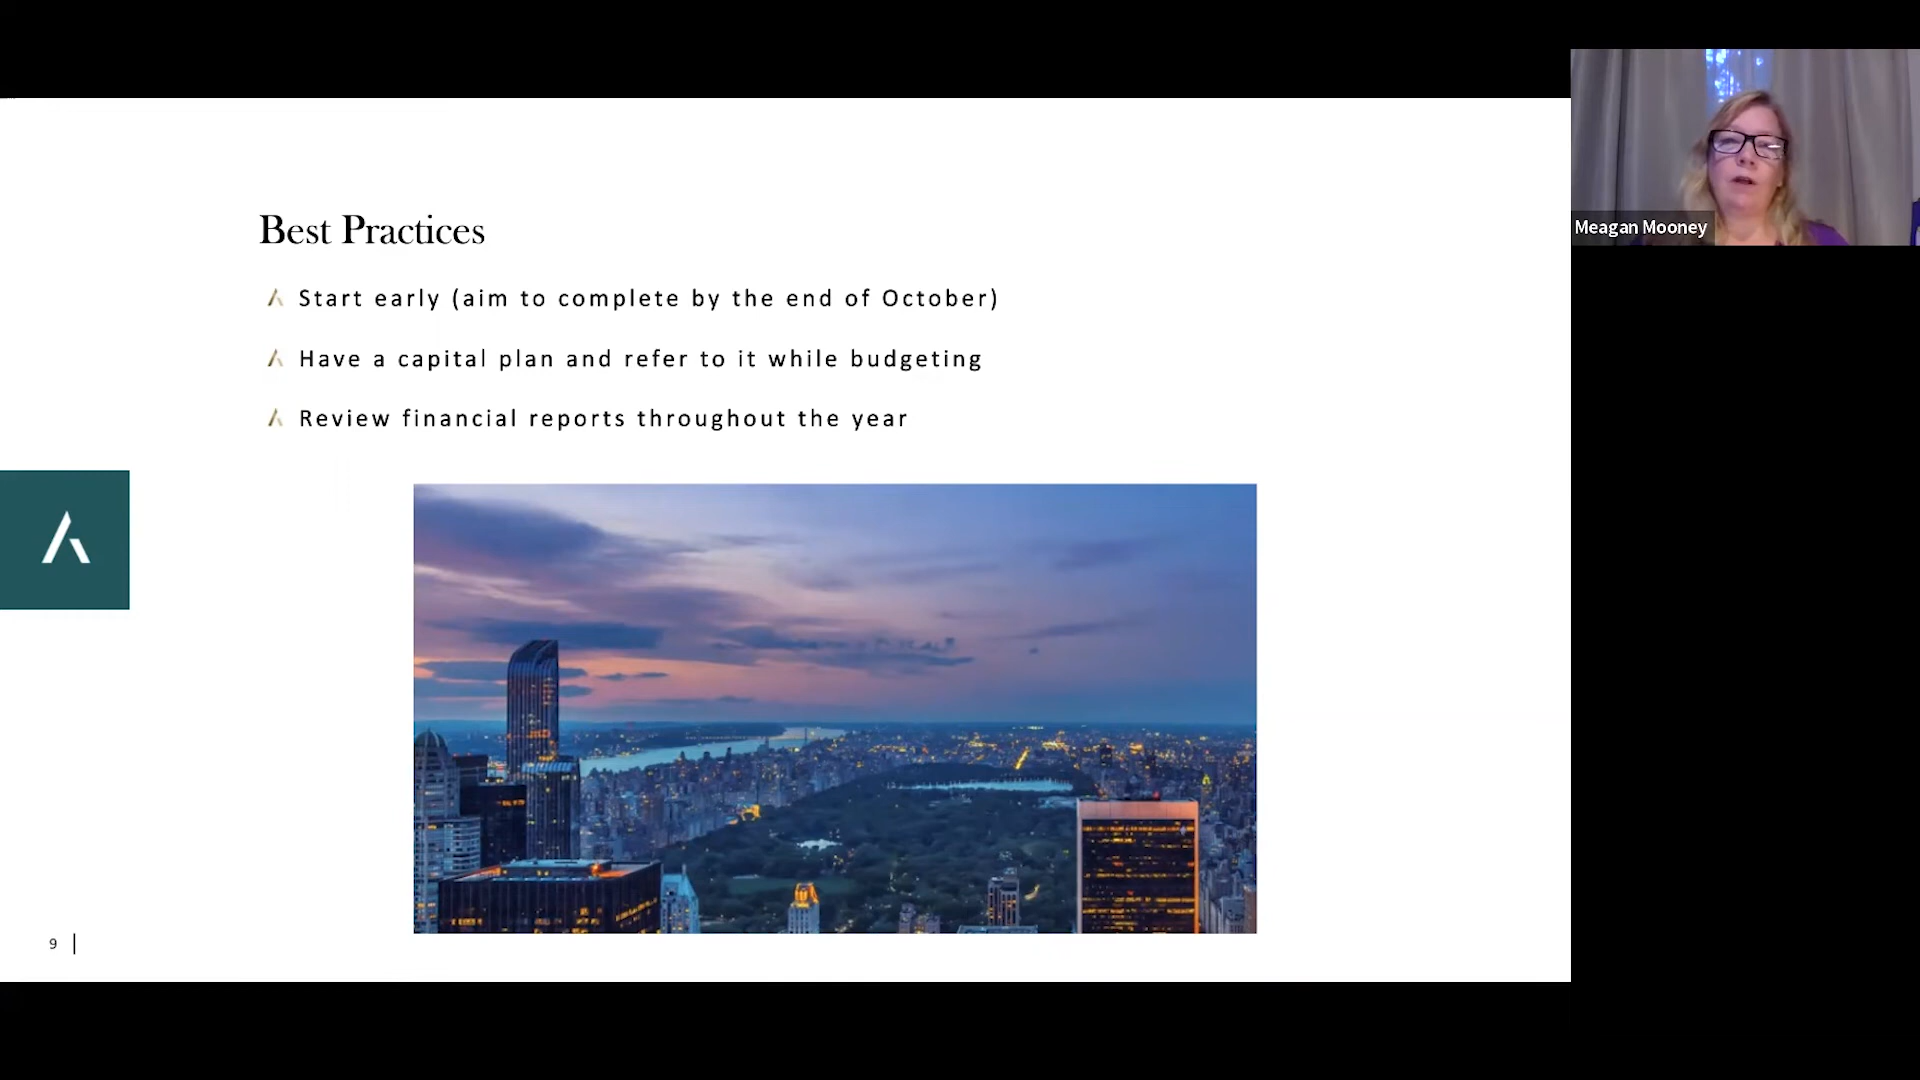 Best Practices
Start early (aim to complete by the end of October)
Have a capital plan and refer to it while budgeting
Review financial reports throughout the year
9
Meagan Mooney